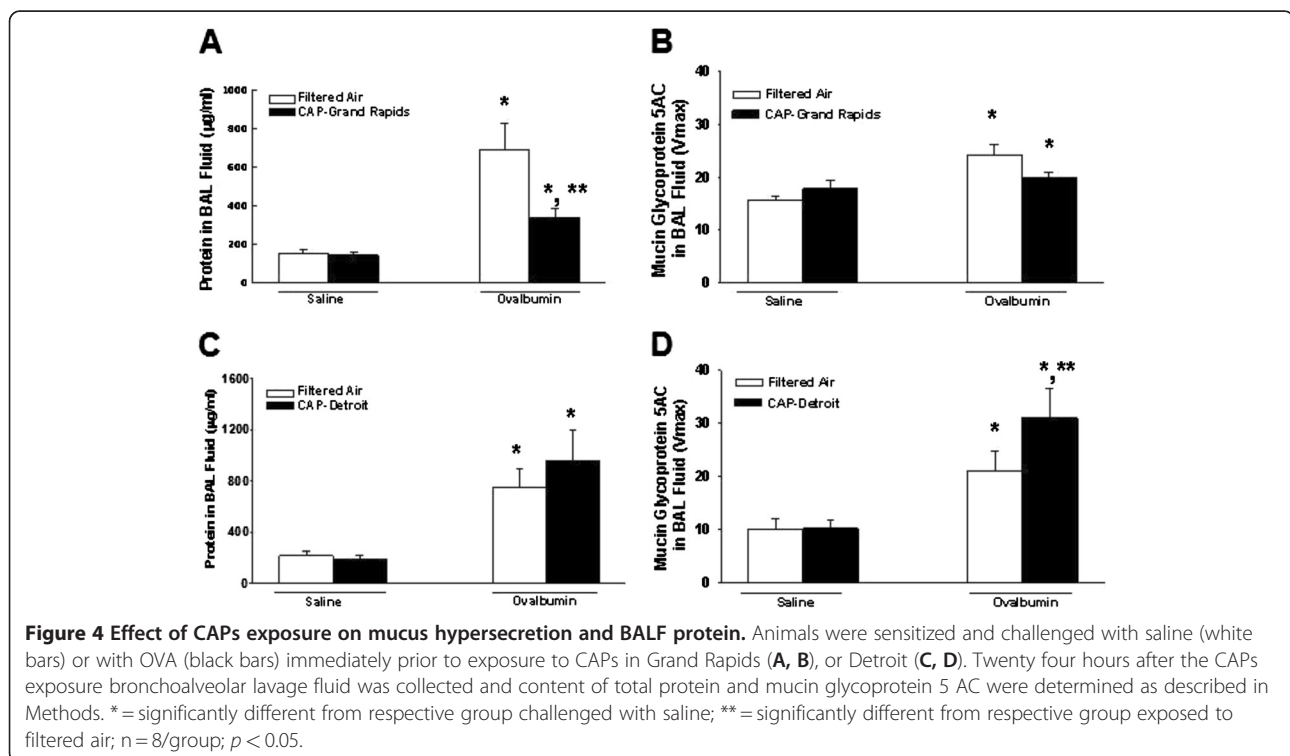 A
Protein in BAL Fluid (µg/ml)
1000
800
600
400
200
0
Filtered Air
CAP-Grand Rapids
*
*, **
Saline
Ovalbumin
B
Mucin Glycoprotein 5AC
in BAL Fluid (Vmax)
40
30
20
10
0
Filtered Air
CAP-Grand Rapids
*
*
Saline
Ovalbumin
C
Protein in BAL Fluid (µg/ml)
1600
1200
800
400
0
Filtered Air
CAP-Detroit
*
*
Saline
Ovalbumin
D
Mucin Glycoprotein 5AC
in BAL Fluid (Vmax)
40
30
20
10
0
Filtered Air
CAP-Detroit
*
*,**
Saline
Ovalbumin
Figure 4 Effect of CAPs exposure on mucus hypersecretion and BALF protein. Animals were sensitized and challenged with saline (white
bars) or with OVA (black bars) immediately prior to exposure to CAPs in Grand Rapids (A, B), or Detroit (C, D). Twenty four hours after the CAPs
exposure bronchoalveolar lavage fluid was collected and content of total protein and mucin glycoprotein 5 AC were determined as described in
Methods. * = significantly different from respective group challenged with saline; ** = significantly different from respective group exposed to
filtered air; n = 8/group; p < 0.05.